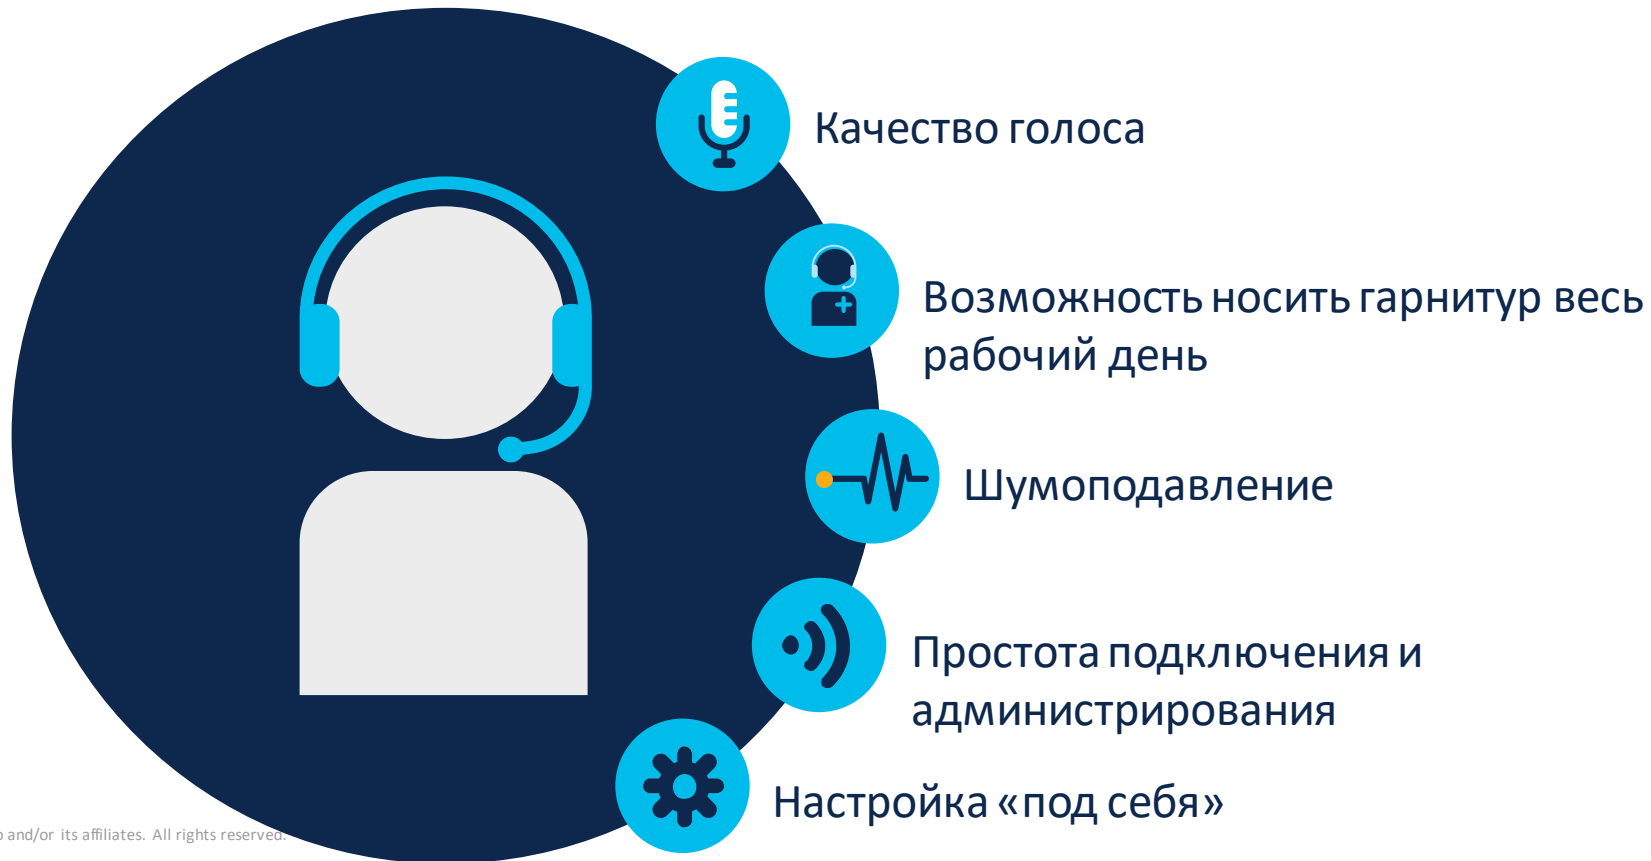 Качество голоса
Возможность носить гарнитур весь
рабочий день
Шумоподавление
Простота подключения и
администрирования
Настройка «под себя»
and/or its affiliates. All rights reserved.